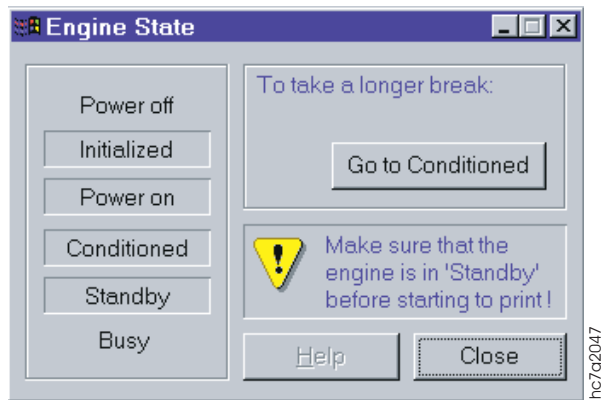 Engine State
Power off
Initialized
Power on
Conditioned
Standby
Busy
To take a longer break:
Go to Conditioned
Make sure that the
engine is in 'Standby'
before starting to print !
Help
Close
hc7q2047